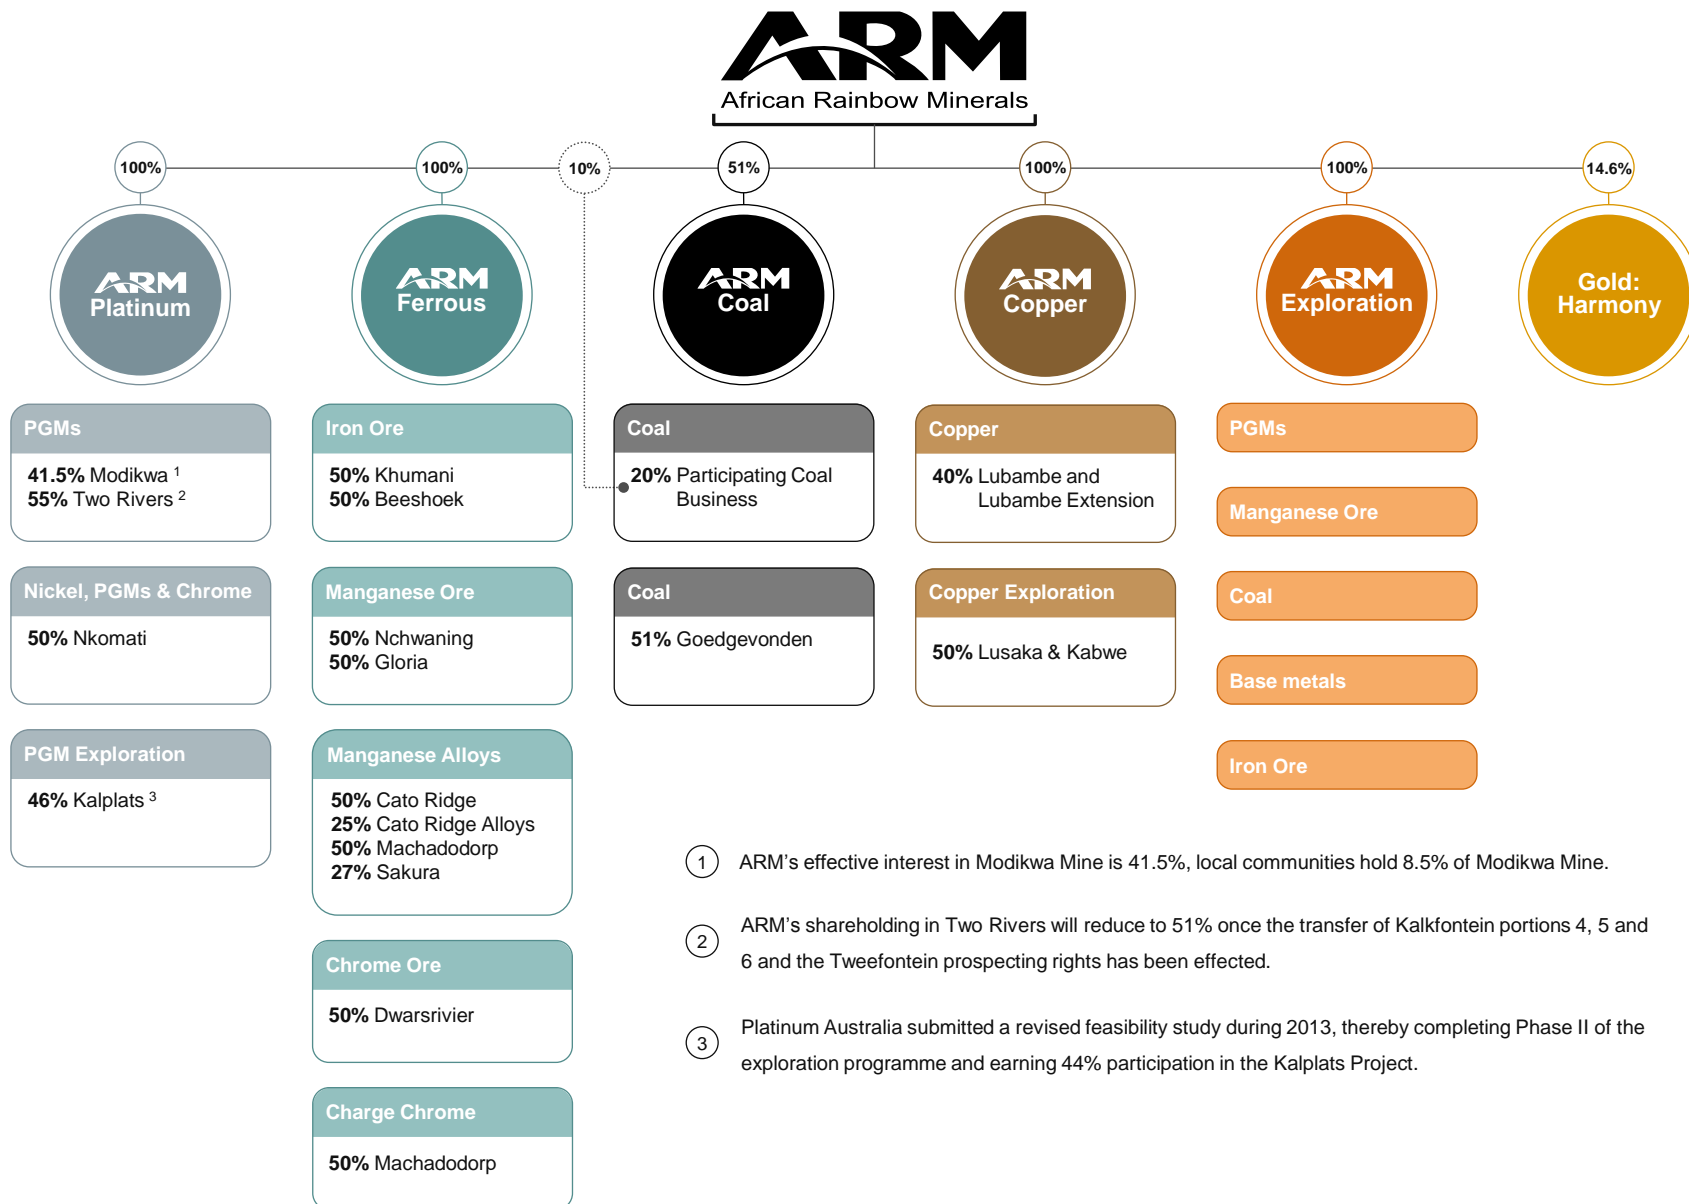 ARM
African Rainbow Minerals
100%
100%
10%
51%
100%
100%
14.6%
ARM
Platinum
ARM
Ferrous
ARM
Coal
ARM
Copper
ARM
Exploration
Gold:
Harmony
PGMs
41.5% Modikwa 1
55% Two Rivers 2
Nickel, PGMs & Chrome
50% Nkomati
PGM Exploration
46% Kalplats 3
Iron Ore
50% Khumani
50% Beeshoek
Manganese Ore
50% Nchwaning
50% Gloria
Manganese Alloys
50% Cato Ridge
25% Cato Ridge Alloys
50% Machadodorp
27% Sakura
Chrome Ore
50% Dwarsrivier
Charge Chrome
50% Machadodorp
Coal
20% Participating Coal
Business
Coal
51% Goedgevonden
Copper
40% Lubambe and
Lubambe Extension
Copper Exploration
50% Lusaka & Kabwe
PGMs
Manganese Ore
Coal
Base metals
Iron Ore
1 ARM's effective interest in Modikwa Mine is 41.5%, local communities hold 8.5% of Modikwa Mine.
2 ARM's shareholding in Two Rivers will reduce to 51% once the transfer of Kalkfontein portions 4, 5 and
6 and the Tweefontein prospecting rights has been effected.
3 Platinum Australia submitted a revised feasibility study during 2013, thereby completing Phase II of the
exploration programme and earning 44% participation in the Kalplats Project.